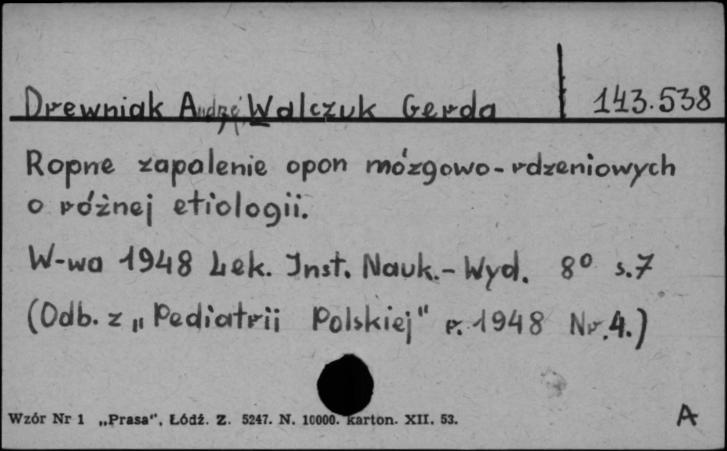 Drewniak Andrzej, Walczuk Gerda 143.538
Ropne zapalenie opon mózgowo-rdzeniowych
o różnej etiologii.
W-wa 1948 Lek. Inst. Nauk.-Wyd. 8° s.7
(Odb. z „Pediatrii Polskiej" r. 1948 Nr. 4.)
Wzór Nr 1 „Prasa“, Łódź. Z. 5247. N. 10000. karton. XII. 53.
A